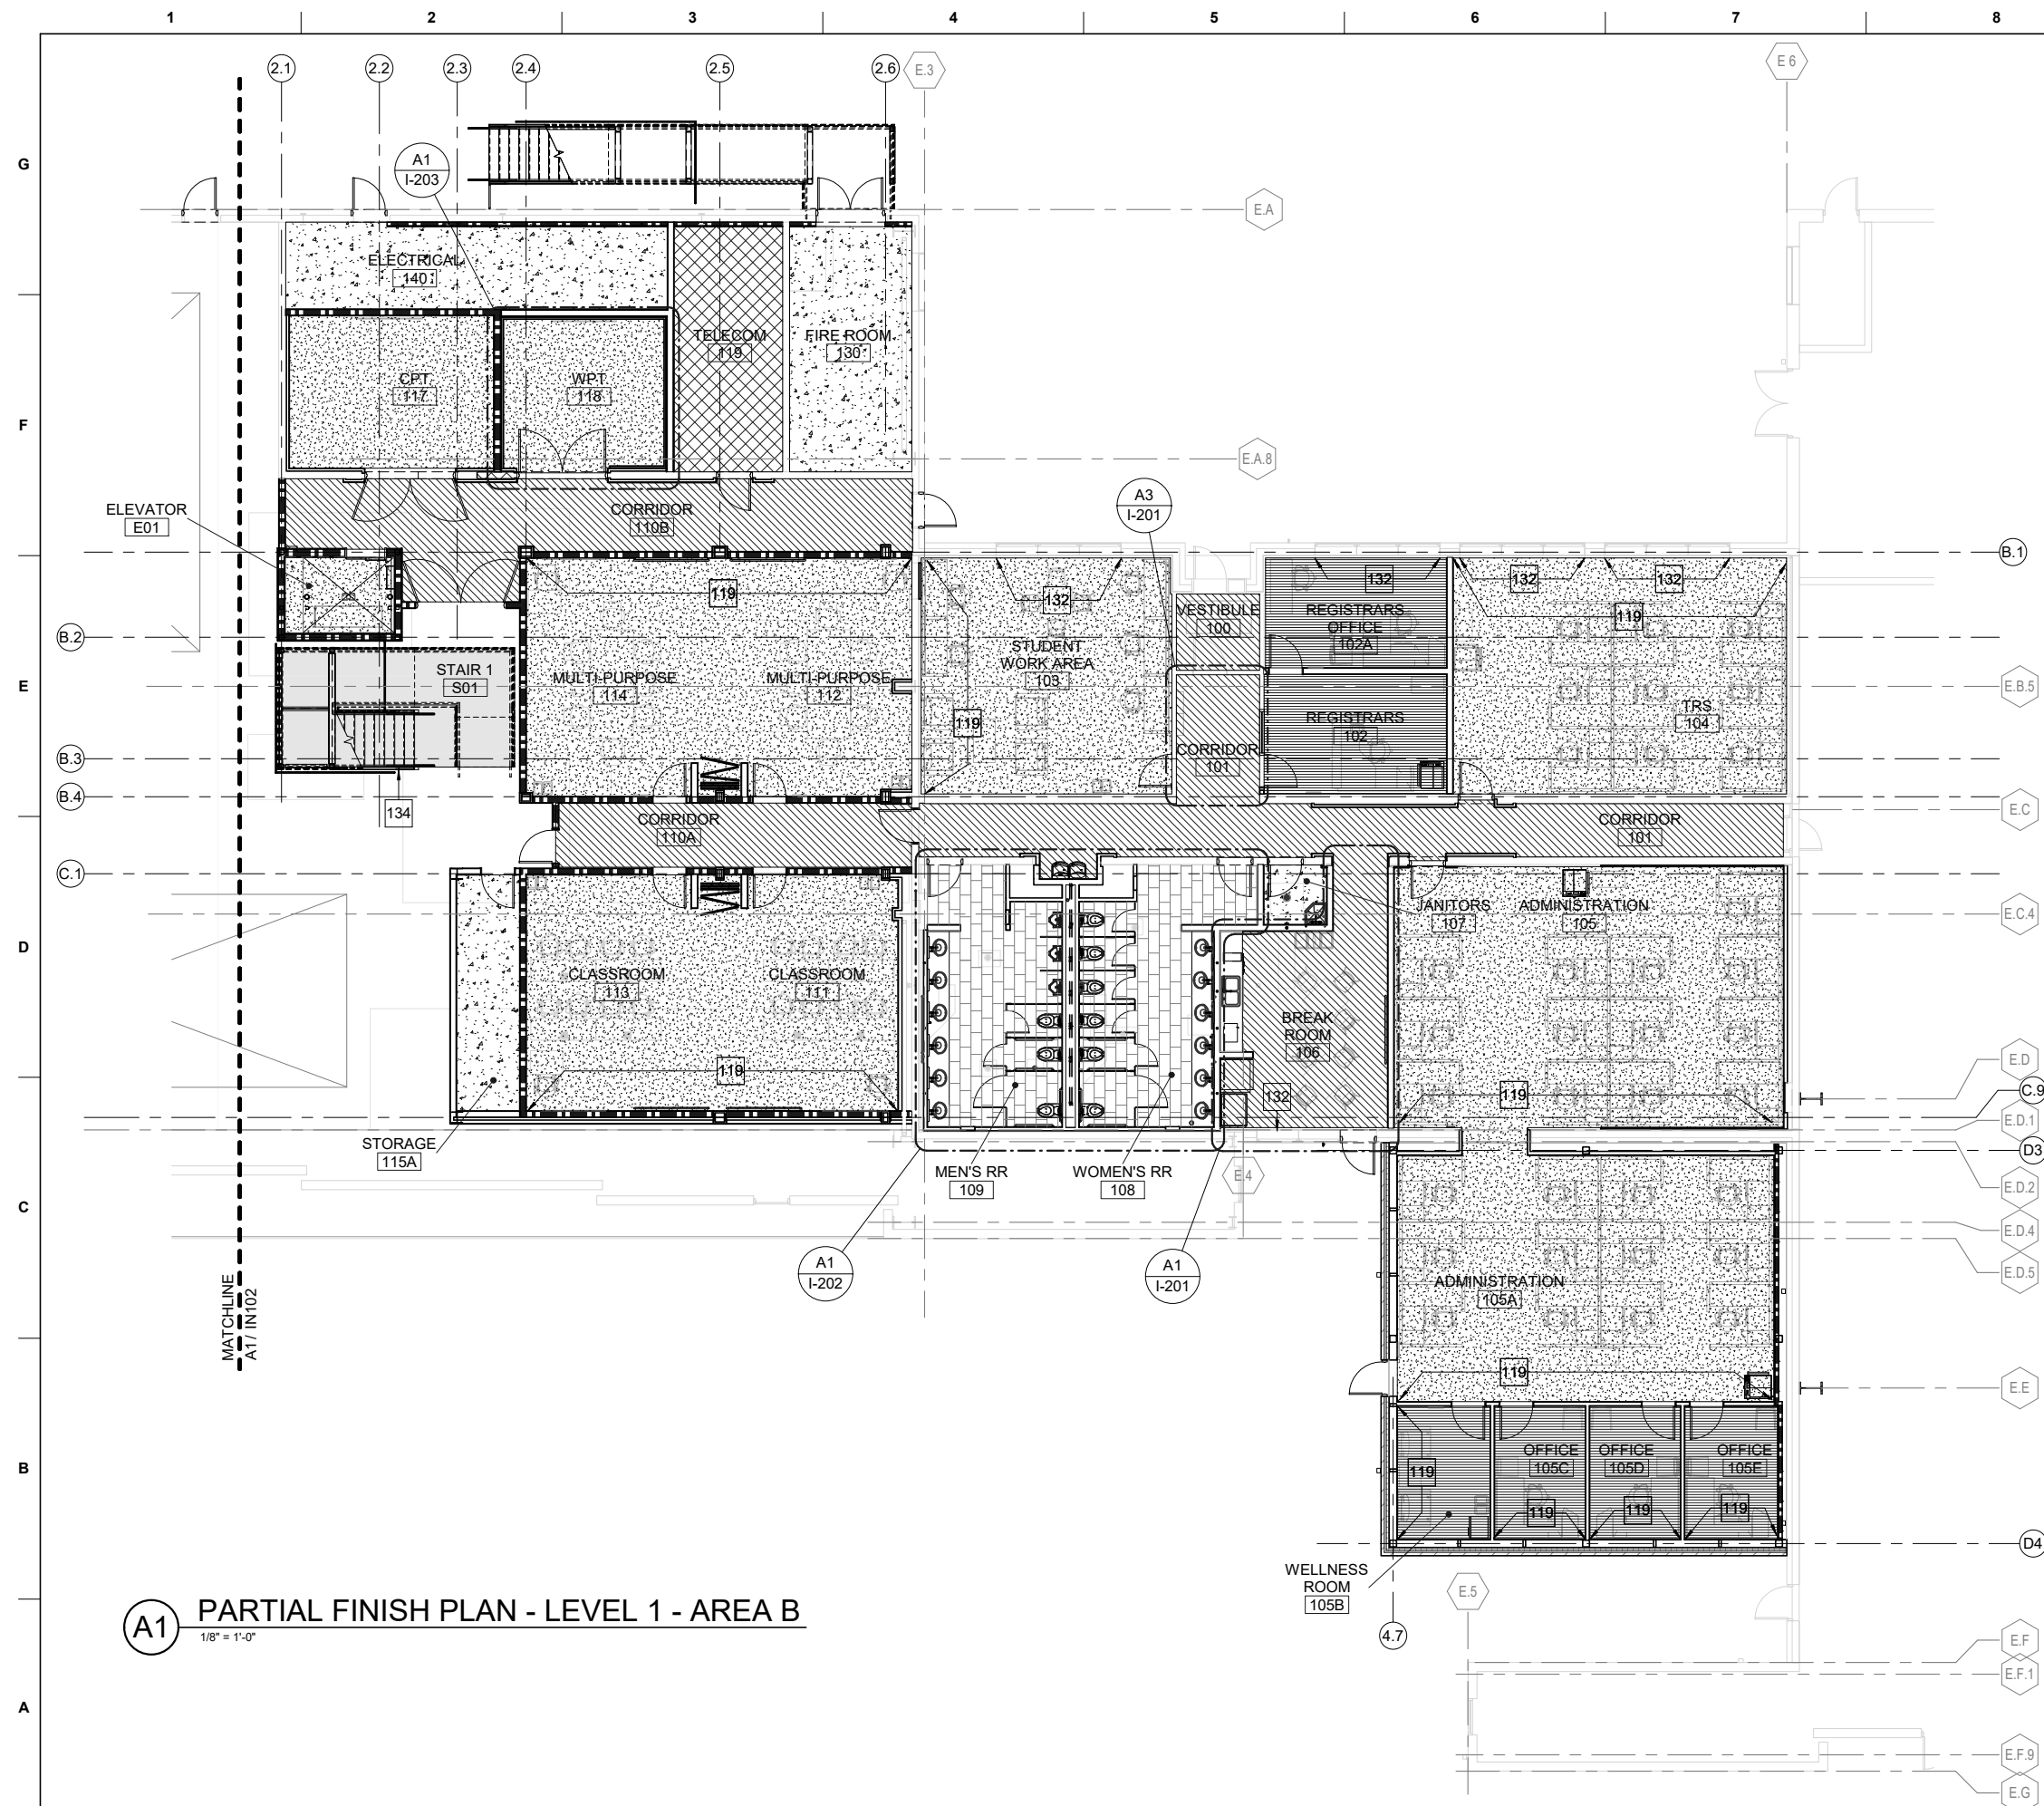 1 2 3 4 5 6 7 8
2.1 2.2 2.3 2.4 2.5 2.6 E.3 E 6
G
A1
I-203
E.A
ELECTRICAL
140
TELECOM
119
FIRE ROOM
130
CPT
117
WPT
118
F
E.A.8
ELEVATOR
E01
CORRIDOR
110B
A3
I-201
B.1
119
132
132
132
132
119
VESTIBULE
100
REGISTRARS
OFFICE
102A
B.2
STUDENT
WORK AREA
103
E
STAIR 1
S01
MULTI-PURPOSE
114
MULTI-PURPOSE
112
E.B.5
119
REGISTRARS
102
TRS
104
CORRIDOR
101
B.3
B.4
134
CORRIDOR
110A
CORRIDOR
101
E.C
C.1
JANITORS
107
ADMINISTRATION
105
E.C.4
D
CLASSROOM
113
CLASSROOM
111
BREAK
ROOM
106
119
132
119
E.D
C.9
E.D.1
STORAGE
115A
MEN'S RR
109
WOMEN'S RR
108
E.4
D3
E.D.2
C
E.D.4
A1
I-202
A1
I-201
E.D.5
ADMINISTRATION
105A
MATCHLINE
A1 / IN102
119
E.E
B
119
OFFICE
105C
OFFICE
105D
OFFICE
105E
119
119
119
D4
WELLNESS
ROOM
105B
E.5
A1
PARTIAL FINISH PLAN - LEVEL 1 - AREA B
1/8" = 1'-0"
4.7
E.F
E.F.1
A
E.F.9
E.G